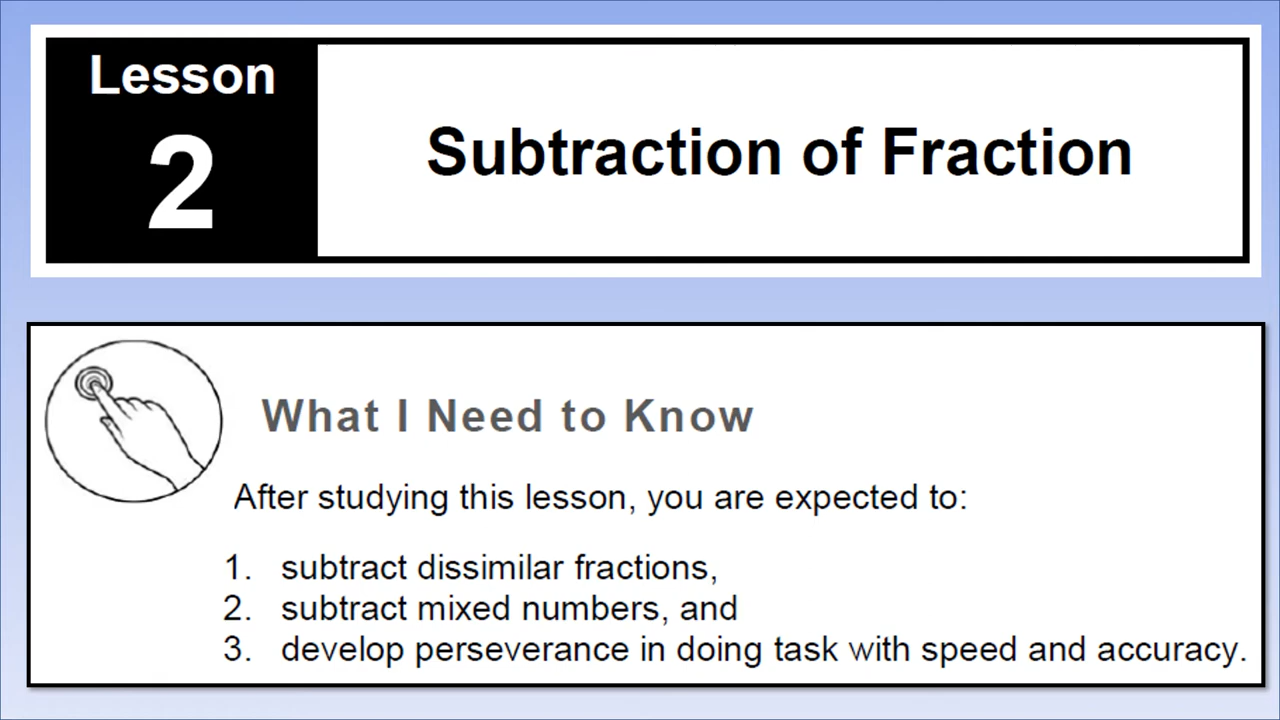 Lesson
2
Subtraction of Fraction
What I Need to Know
After studying this lesson, you are expected to:
1. subtract dissimilar fractions,
2. subtract mixed numbers, and
3. develop perseverance in doing task with speed and accuracy.